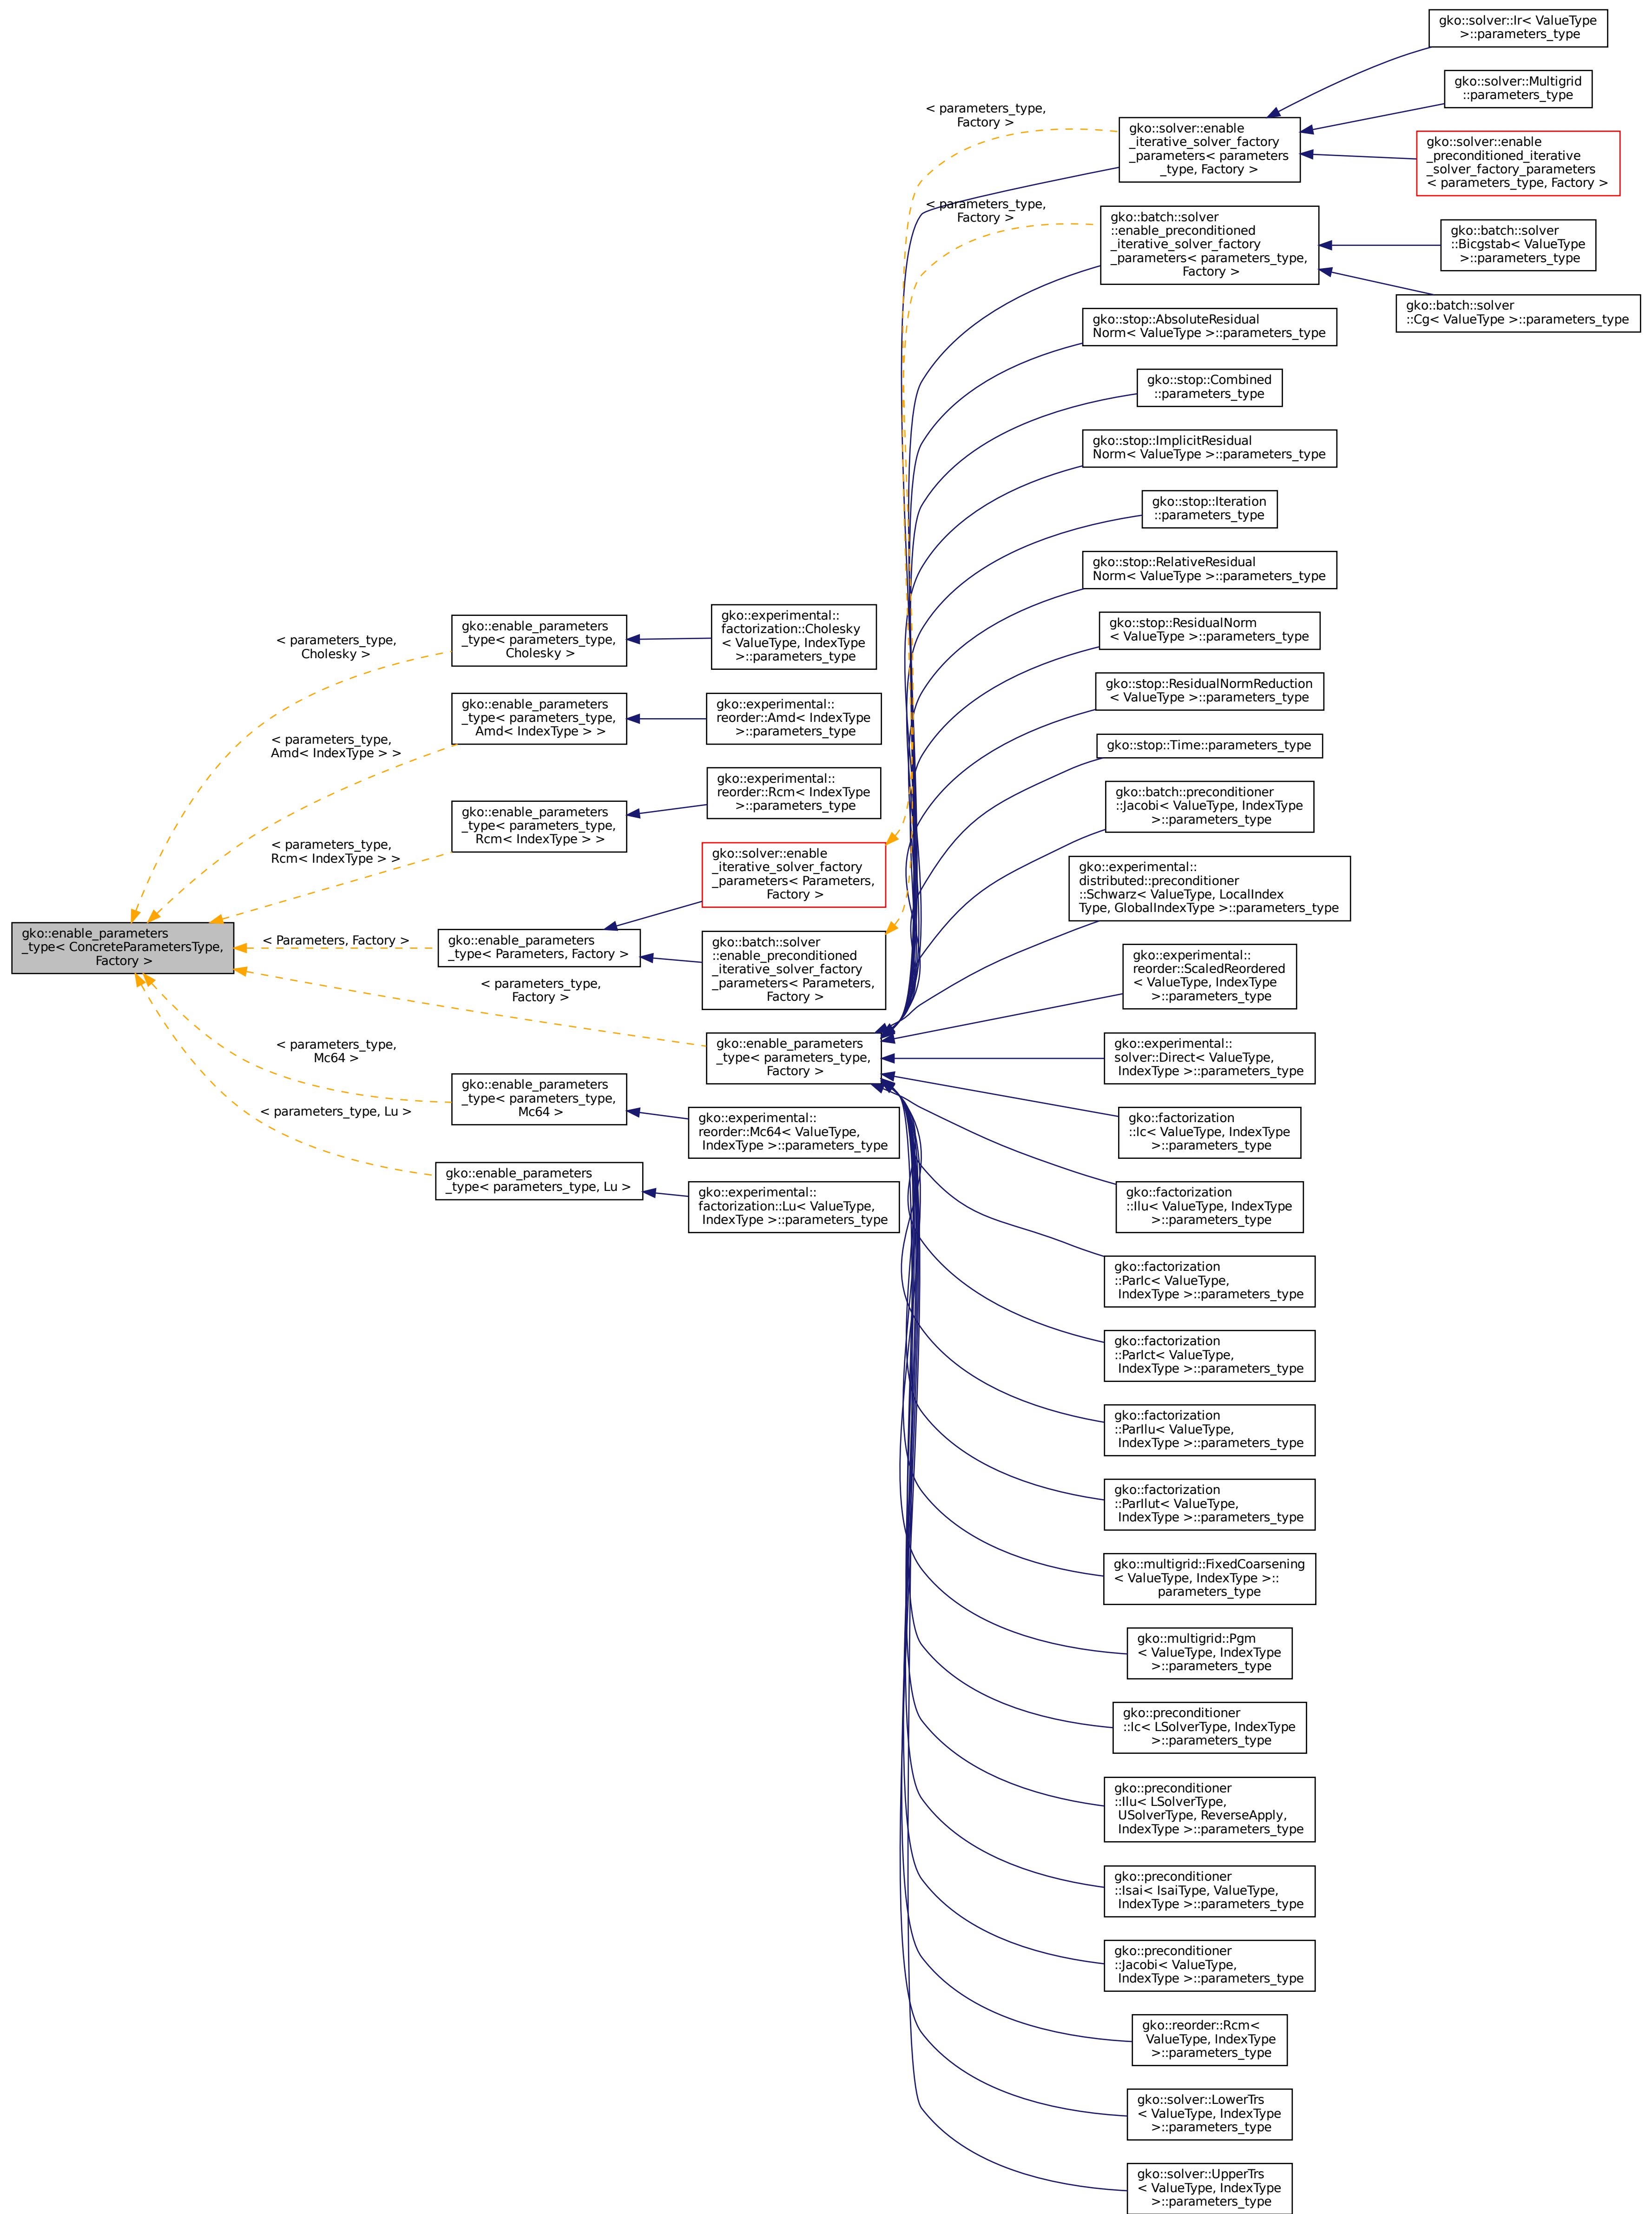 gko::enable_parameters
_type< ConcreteParametersType,
Factory >
< parameters_type,
Cholesky >
< parameters_type,
Amd< IndexType > >
< parameters_type,
Rcm< IndexType > >
< Parameters, Factory >
< parameters_type,
Factory >
< parameters_type,
Mc64 >
< parameters_type, Lu >
gko::enable_parameters
_type< parameters_type,
Cholesky >
gko::enable_parameters
_type< parameters_type,
Amd< IndexType > >
gko::enable_parameters
_type< parameters_type,
Rcm< IndexType > >
gko::enable_parameters
_type< Parameters, Factory >
gko::enable_parameters
_type< parameters_type,
Mc64 >
gko::enable_parameters
_type< parameters_type, Lu >
gko::experimental::
factorization::Cholesky
< ValueType, IndexType
>::parameters_type
gko::experimental::
reorder::Amd< IndexType
>::parameters_type
gko::experimental::
reorder::Rcm< IndexType
>::parameters_type
gko::solver::enable
_iterative_solver_factory
_parameters< Parameters,
Factory >
gko::batch::solver
::enable_preconditioned
_iterative_solver_factory
_parameters< Parameters,
Factory >
gko::enable_parameters
_type< parameters_type,
Factory >
gko::experimental::
reorder::Mc64< ValueType,
IndexType >::parameters_type
gko::experimental::
factorization::Lu< ValueType,
IndexType >::parameters_type
< parameters_type,
Factory >
< parameters_type,
Factory >
gko::solver::enable
_iterative_solver_factory
_parameters< parameters
_type, Factory >
gko::batch::solver
::enable_preconditioned
_iterative_solver_factory
_parameters< parameters_type,
Factory >
gko::stop::AbsoluteResidual
Norm< ValueType >::parameters_type
gko::stop::Combined
::parameters_type
gko::stop::ImplicitResidual
Norm< ValueType >::parameters_type
gko::stop::Iteration
::parameters_type
gko::stop::RelativeResidual
Norm< ValueType >::parameters_type
gko::stop::ResidualNorm
< ValueType >::parameters_type
gko::stop::ResidualNormReduction
< ValueType >::parameters_type
gko::stop::Time::parameters_type
gko::batch::preconditioner
::Jacobi< ValueType, IndexType
>::parameters_type
gko::experimental::
distributed::preconditioner
::Schwarz< ValueType, LocalIndex
Type, GlobalIndexType >::parameters_type
gko::experimental::
reorder::ScaledReordered
< ValueType, IndexType
>::parameters_type
gko::experimental::
solver::Direct< ValueType,
IndexType >::parameters_type
gko::factorization
::Ic< ValueType, IndexType
>::parameters_type
gko::factorization
::Ilu< ValueType, IndexType
>::parameters_type
gko::factorization
::ParIc< ValueType,
IndexType >::parameters_type
gko::factorization
::ParIct< ValueType,
IndexType >::parameters_type
gko::factorization
::ParIlu< ValueType,
IndexType >::parameters_type
gko::factorization
::ParIlut< ValueType,
IndexType >::parameters_type
gko::multigrid::FixedCoarsening
< ValueType, IndexType >::
parameters_type
gko::multigrid::Pgm
< ValueType, IndexType
>::parameters_type
gko::preconditioner
::Ic< LSolverType, IndexType
>::parameters_type
gko::preconditioner
::Ilu< LSolverType,
USolverType, ReverseApply,
IndexType >::parameters_type
gko::preconditioner
::Isai< IsaiType, ValueType,
IndexType >::parameters_type
gko::preconditioner
::Jacobi< ValueType,
IndexType >::parameters_type
gko::reorder::Rcm<
ValueType, IndexType
>::parameters_type
gko::solver::LowerTrs
< ValueType, IndexType
>::parameters_type
gko::solver::UpperTrs
< ValueType, IndexType
>::parameters_type
gko::solver::Ir< ValueType
>::parameters_type
gko::solver::Multigrid
::parameters_type
gko::solver::enable
_preconditioned_iterative
_solver_factory_parameters
< parameters_type, Factory >
gko::batch::solver
::Bicgstab< ValueType
>::parameters_type
gko::batch::solver
::Cg< ValueType >::parameters_type